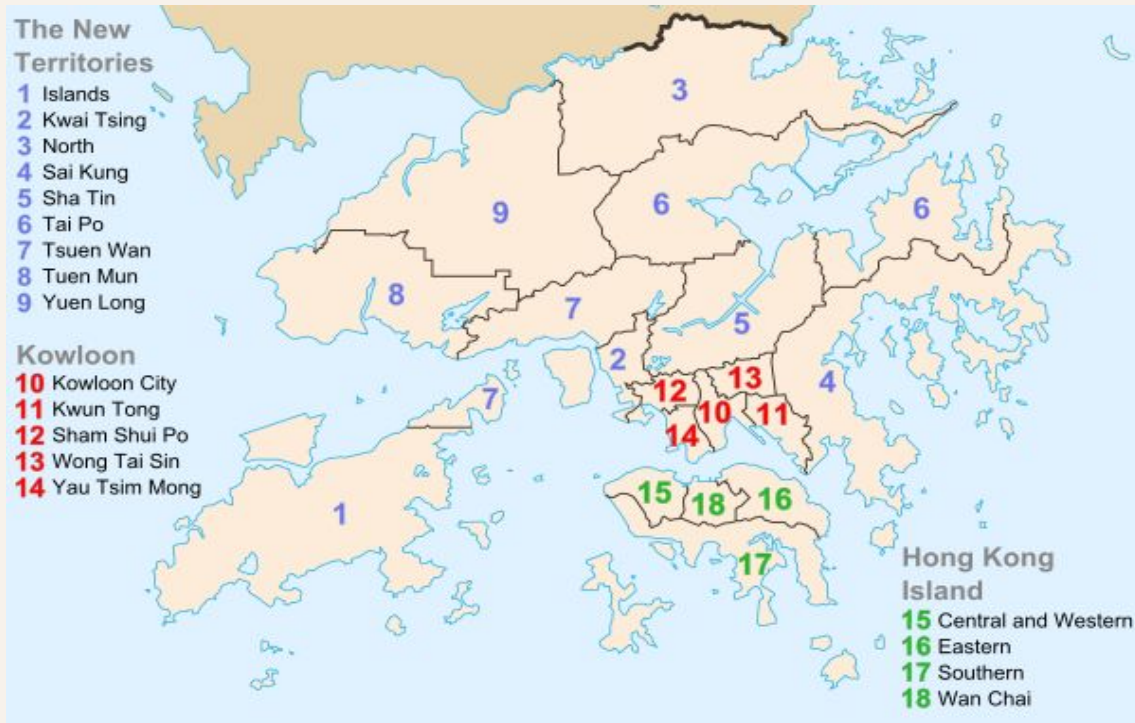 The New
Territories
1 Islands
2 Kwai Tsing
3 North
4 Sai Kung
5 Sha Tin
6 Tai Po
7 Tsuen Wan
8 Tuen Mun
9 Yuen Long
Kowloon
10 Kowloon City
11 Kwun Tong
12 Sham Shui Po
13 Wong Tai Sin
14 Yau Tsim Mong
3
6
6
9
8
7
5
2
13
12
4
7
10
11
14
15
16
18
1
17
Hong Kong
Island
15 Central and Western
16 Eastern
17 Southern
18 Wan Chai